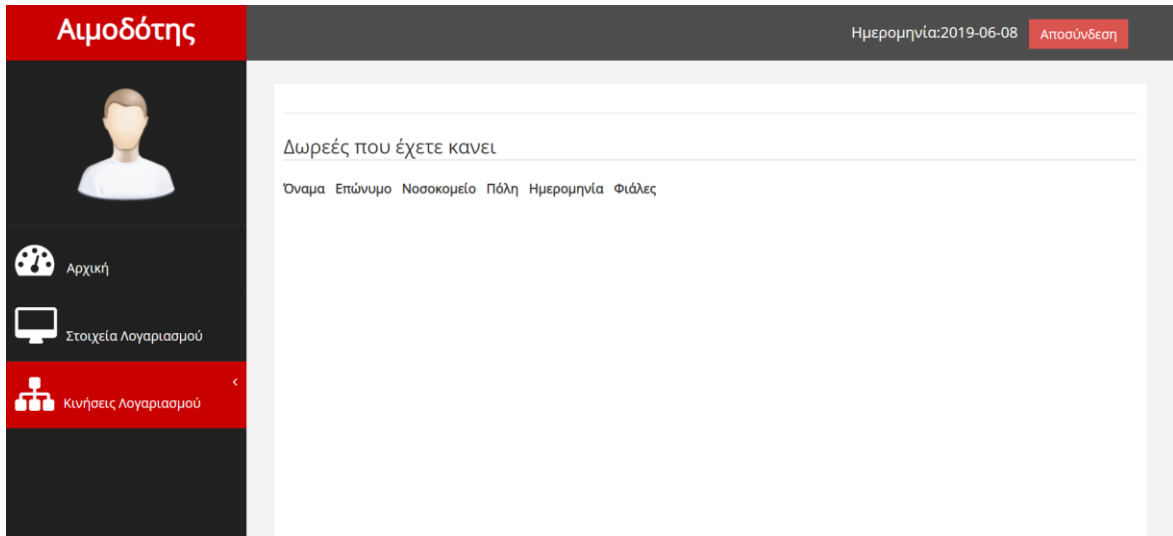 Αιμοδότης
Ημερομηνία:2019-06-08 Αποσύνδεση
Δωρεές που έχετε κανει
Όναμα Επώνυμο Νοσοκομείο Πόλη Ημερομηνία Φιάλες
Αρχική
Στοιχεία Λογαριασμού
Κινήσεις Λογαριασμού